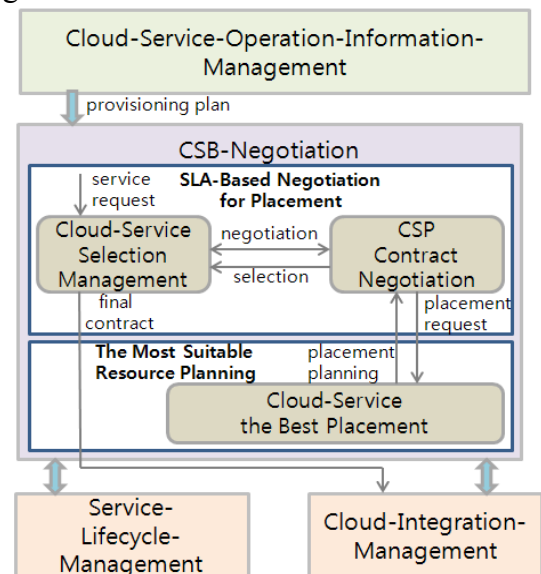 Cloud-Service-Operation-Information-
Management
provisioning plan
CSB-Negotiation
service
request
SLA-Based Negotiation
for Placement
Cloud-Service
Selection
Management
negotiation
selection
CSP
Contract
Negotiation
final
contract
placement
request
The Most Suitable
Resource Planning
placement
planning
Cloud-Service
the Best Placement
Service-
Lifecycle-
Management
Cloud-Integration-
Management